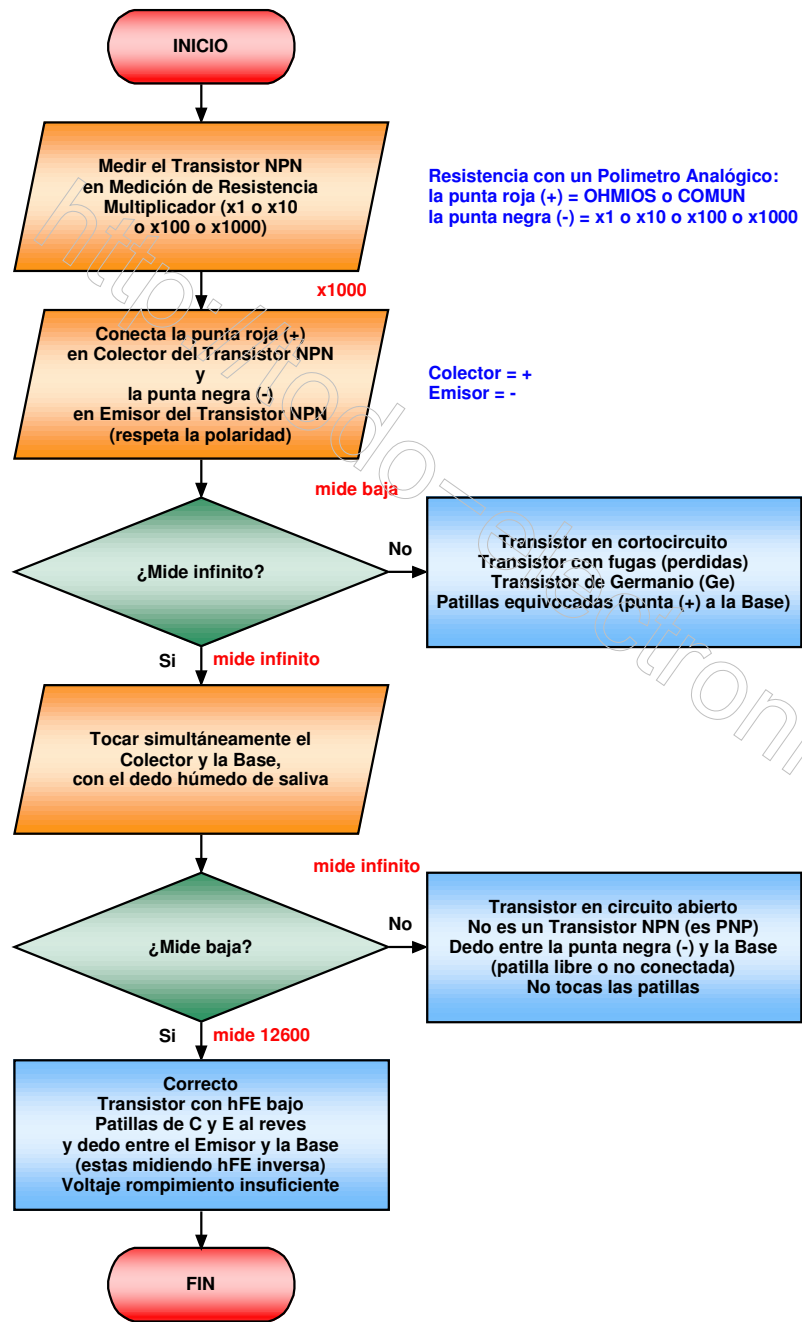 INICIO
Medir el Transistor NPN
en Medición de Resistencia
Multiplicador (x1 o x10
o x100 o x1000)
Resistencia con un Polimetro Analógico:
la punta roja (+) = OHMIOS o COMUN
la punta negra (-) = x1 o x10 o x100 o x1000
x1000
Conecta la punta roja (+)
en Colector del Transistor NPN
y
la punta negra (-)
en Emisor del Transistor NPN
(respeta la polaridad)
Colector = +
Emisor = -
mide baja
¿Mide infinito?
No
Transistor en cortocircuito
Transistor con fugas (perdidas)
Transistor de Germanio (Ge)
Patillas equivocadas (punta (+) a la Base)
Si
mide infinito
Tocar simultáneamente el
Colector y la Base,
con el dedo húmedo de saliva
mide infinito
¿Mide baja?
No
Transistor en circuito abierto
No es un Transistor NPN (es PNP)
Dedo entre la punta negra (-) y la Base
(patilla libre o no conectada)
No tocas las patillas
Si
mide 12600
Correcto
Transistor con hFE bajo
Patillas de C y E al reves
y dedo entre el Emisor y la Base
(estas midiendo hFE inversa)
Voltaje rompimiento insuficiente
FIN